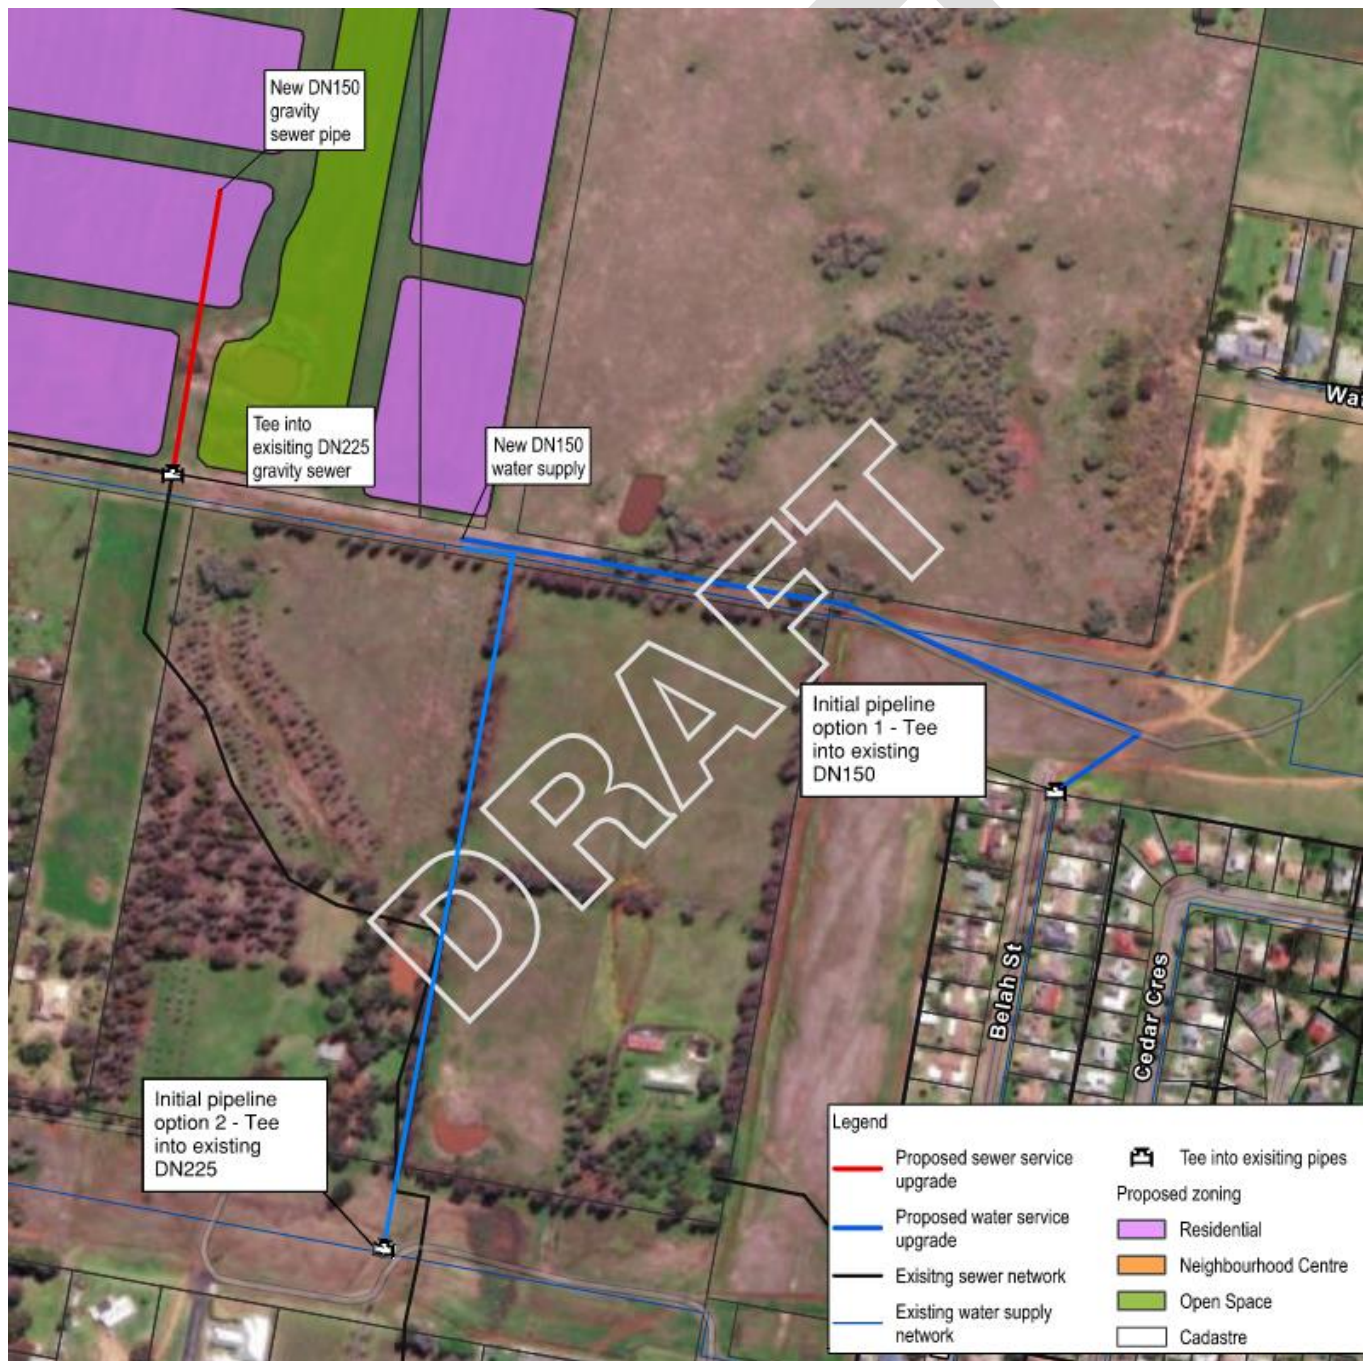 New DN150
gravity
sewer pipe
Tee into
exisiting DN225
gravity sewer
New DN150
water supply
DRAFT
Initial pipeline
option 1 - Tee
into existing
DN150
Belah St
Cedar Cres
Initial pipeline
option 2 - Tee
into existing
DN225
Legend
Proposed sewer service
upgrade
Proposed water service
upgrade
Exisitng sewer network
Existing water supply
network
Tee into exisiting pipes
Proposed zoning
Residential
Neighbourhood Centre
Open Space
Cadastre